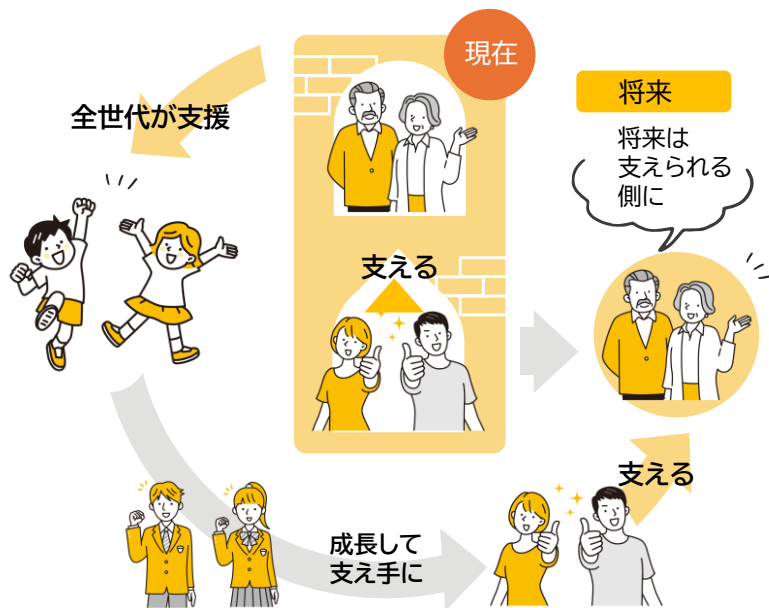 現在
全世代が支援
将来
将来は
支えられる
側に
支える
支える
成長して
支え手に